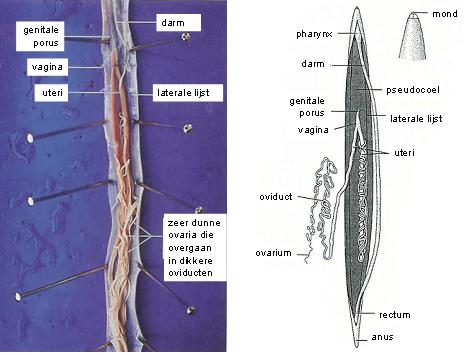 darm
genitale
porus
vagina
uteri
laterale lijst
zeer dunne
ovaria die
overgaan
in dikkere
oviducten
mond
pharynx
darm
pseudocoel
genitale
porus
laterale lijst
vagina
uteri
oviduct
ovarium
rectum
anus